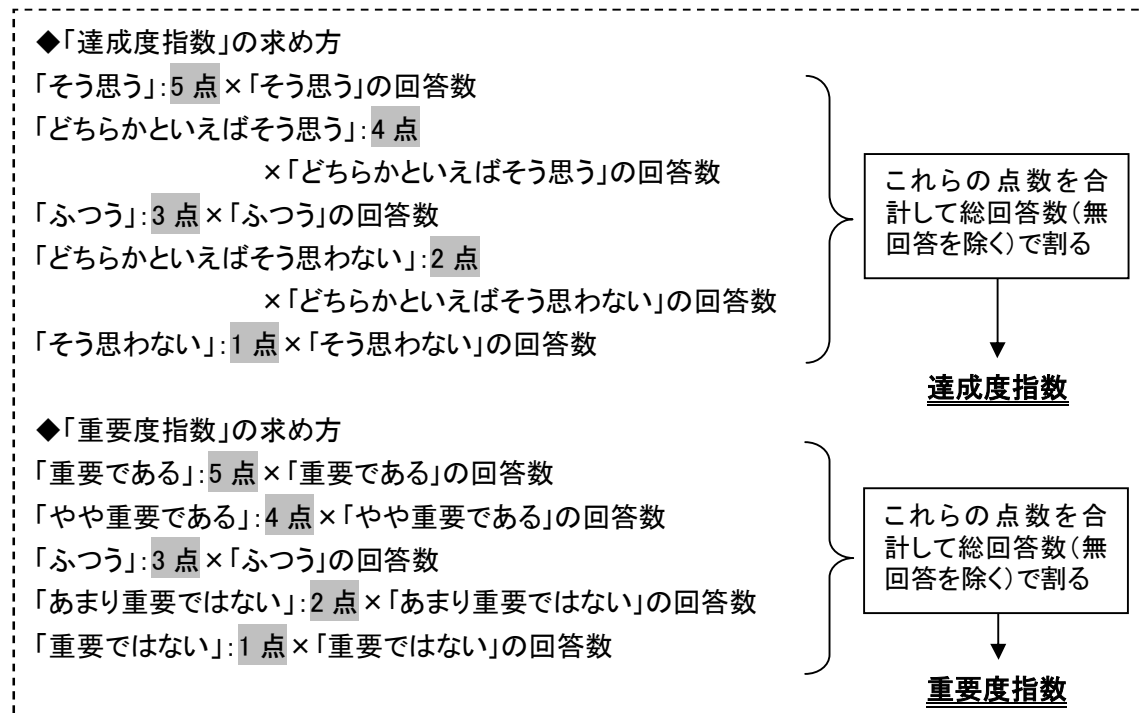 ◆「達成度指数」の求め方
「そう思う」:5 点×「そう思う」の回答数
「どちらかといえばそう思う」:4 点
×「どちらかといえばそう思う」の回答数
「ふつう」:3 点×「ふつう」の回答数
「どちらかといえばそう思わない」:2 点
×「どちらかといえばそう思わない」の回答数
「そう思わない」:1 点×「そう思わない」の回答数
これらの点数を合
計して総回答数(無
回答を除く)で割る
達成度指数
◆「重要度指数」の求め方
「重要である」:5 点×「重要である」の回答数
「やや重要である」:4 点×「やや重要である」の回答数
「ふつう」:3 点×「ふつう」の回答数
「あまり重要ではない」:2 点×「あまり重要ではない」の回答数
「重要ではない」:1 点×「重要ではない」の回答数
これらの点数を合
計して総回答数(無
回答を除く)で割る
重要度指数